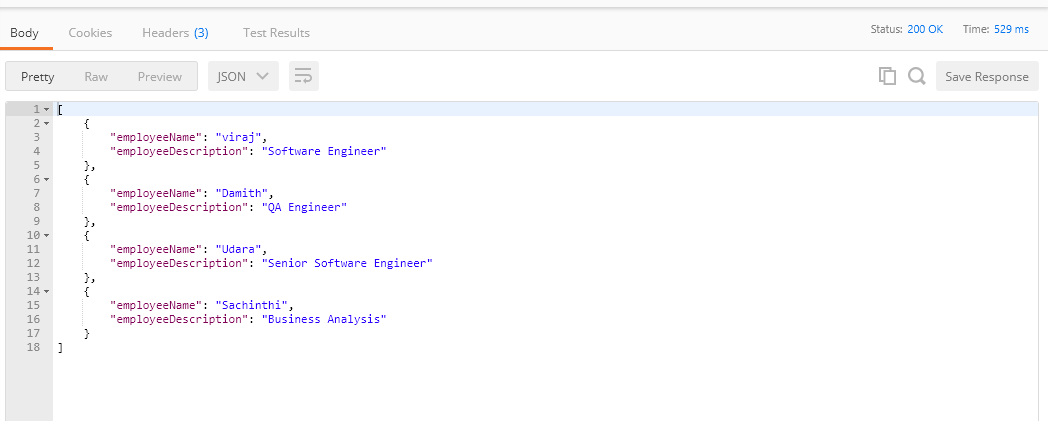 Body Cookies Headers (3) Test Results Status: 200 OK Time: 529 ms
Pretty Raw Preview JSON Save Response
1 [
2 {
3 "employeeName": "viraj",
4 "employeeDescription": "Software Engineer"
5 },
6 {
7 "employeeName": "Damith",
8 "employeeDescription": "QA Engineer"
9 },
10 {
11 "employeeName": "Udara",
12 "employeeDescription": "Senior Software Engineer"
13 },
14 {
15 "employeeName": "Sachinthi",
16 "employeeDescription": "Business Analysis"
17 }
18 ]